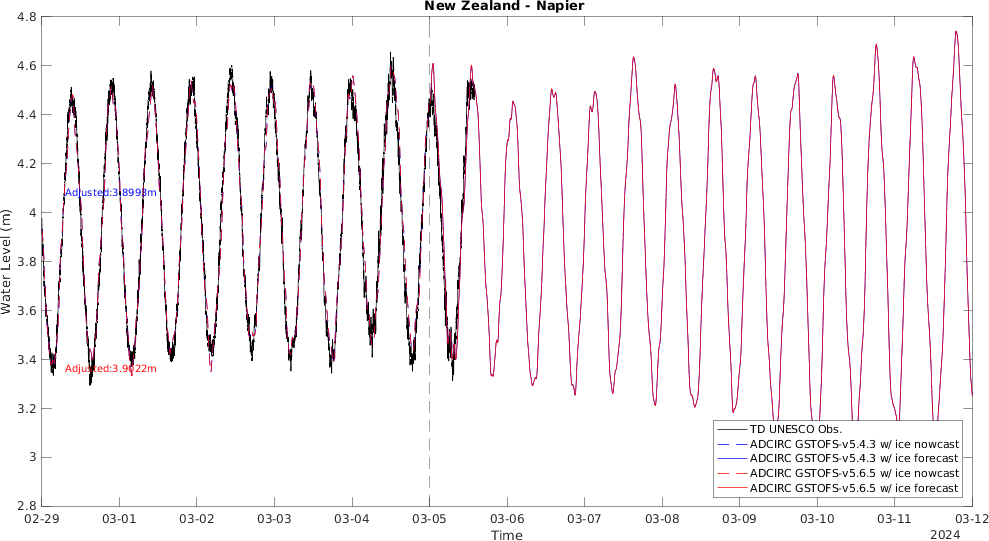 New Zealand - Napier
Water Level (m)
4.8
4.6
4.4
4.2
4
3.8
3.6
3.4
3.2
3
2.8
Adjusted:3.8993m
Adjusted:3.9022m
TD UNESCO Obs.
ADCIRC GSTOFS-v5.4.3 w/ ice nowcast
ADCIRC GSTOFS-v5.4.3 w/ ice forecast
ADCIRC GSTOFS-v5.6.5 w/ ice nowcast
ADCIRC GSTOFS-v5.6.5 w/ ice forecast
02-29 03-01 03-02 03-03 03-04 03-05 03-06 03-07 03-08 03-09 03-10 03-11 03-12
Time
2024